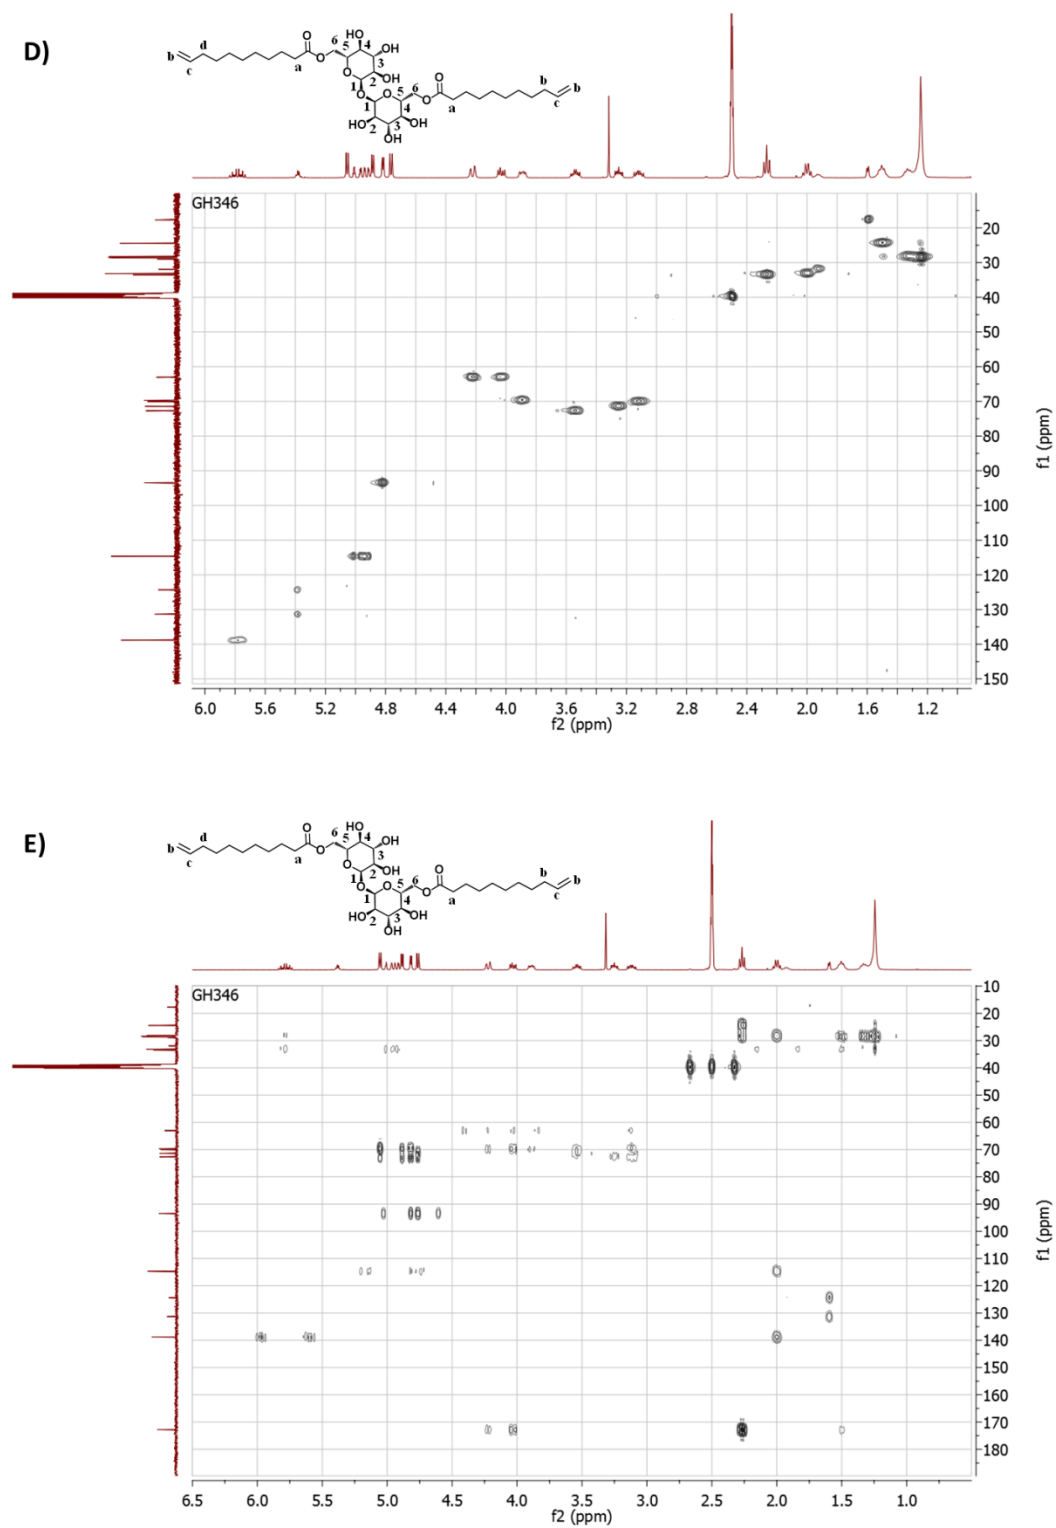 D)
HO
OH
OH
O
O
O
O
O
O
O
O
HO
OH
OH
b
c
d
a
6
5
4
3
2
1
1
2
3
4
5
6
a
b
c
b
GH346
20
30
40
50
60
70
80
90
100
110
120
130
140
150
f1 (ppm)
6.0 5.6 5.2 4.8 4.4 4.0 3.6 3.2 2.8 2.4 2.0 1.6 1.2
f2 (ppm)
E)
HO
OH
OH
O
O
O
O
O
O
O
O
HO
OH
OH
b
c
d
a
6
5
4
3
2
1
1
2
3
4
5
6
a
b
c
b
GH346
10
20
30
40
50
60
70
80
90
100
110
120
130
140
150
160
170
180
f1 (ppm)
6.5 6.0 5.5 5.0 4.5 4.0 3.5 3.0 2.5 2.0 1.5 1.0
f2 (ppm)